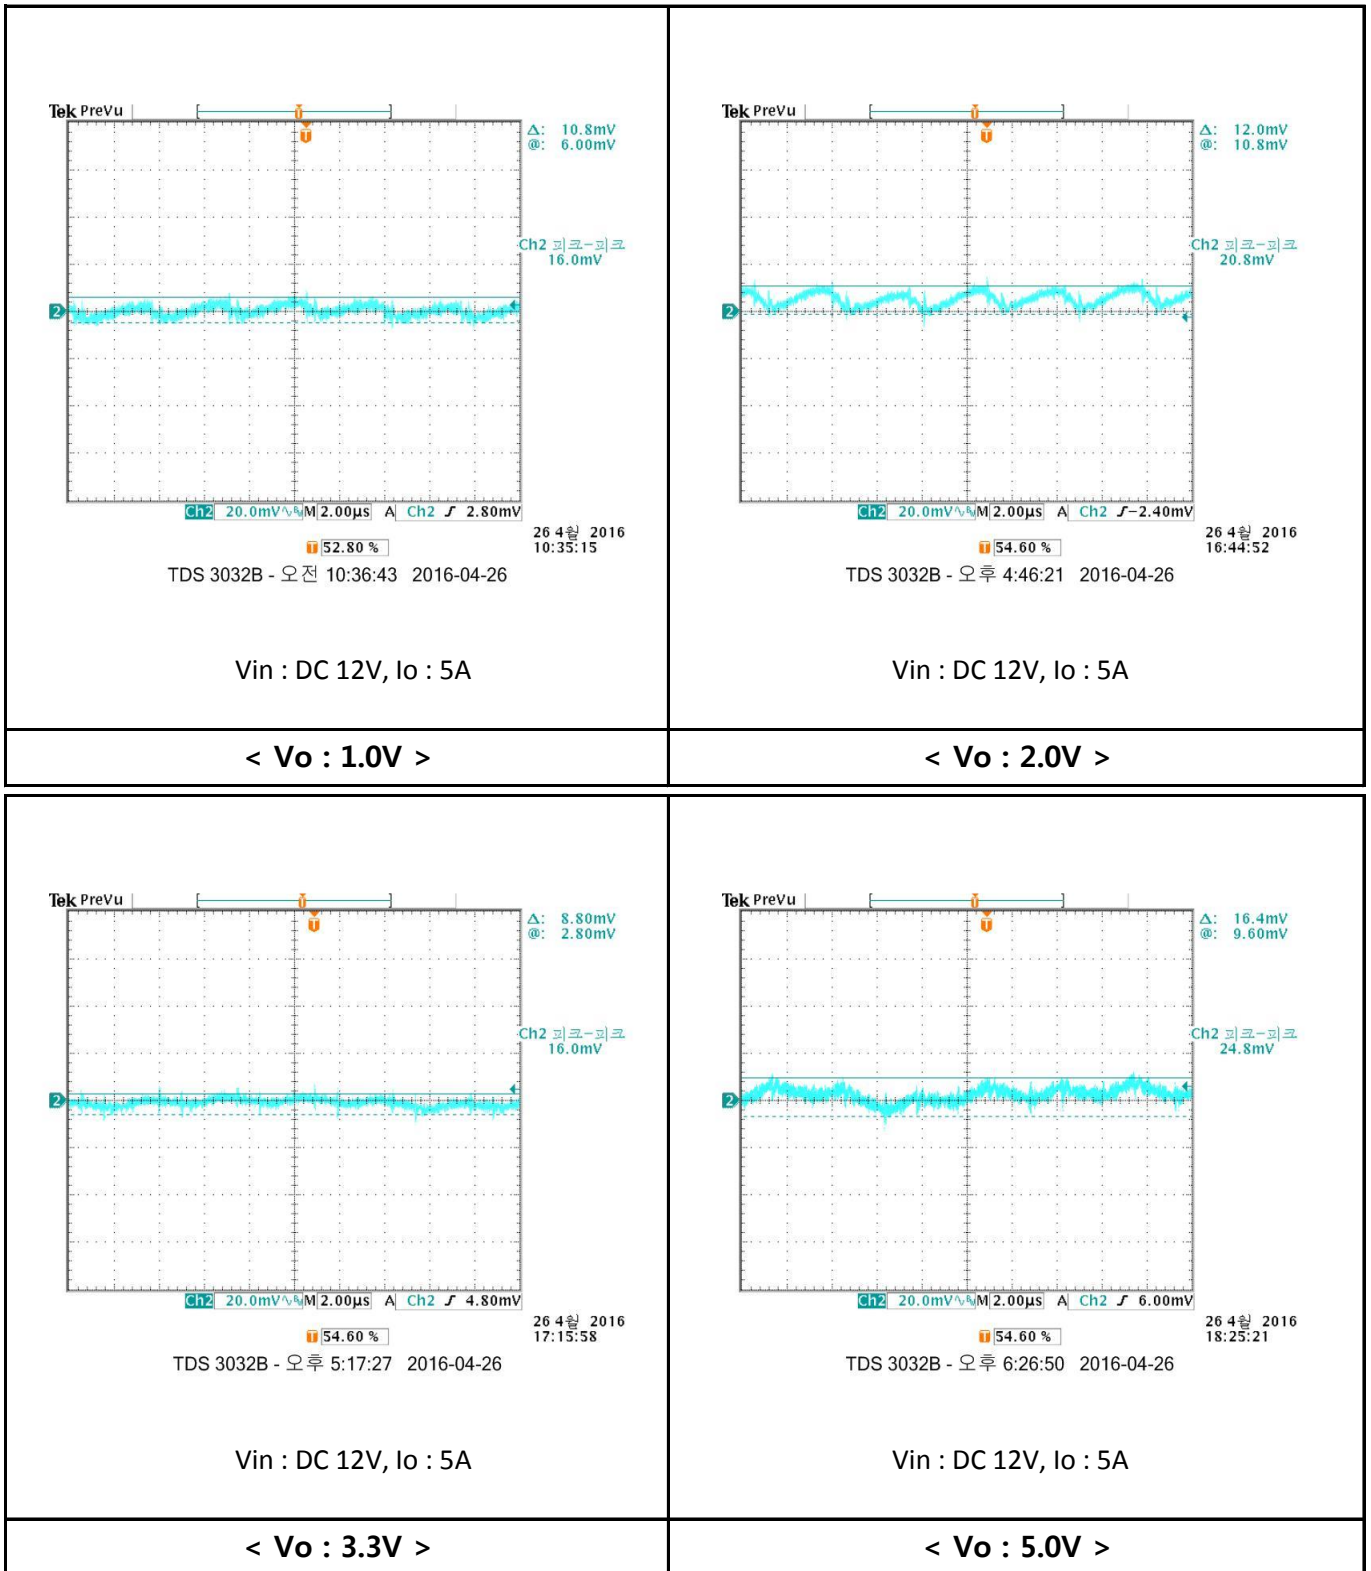 Tek PreVu
T
T
Δ: 10.8mV
@: 6.00mV
Ch2 피크-피크
16.0mV
2
Ch2 20.0mV∿BW M 2.00µs A Ch2 ƒ 2.80mV
26 4월 2016
10:35:15
T 52.80 %
TDS 3032B - 오전 10:36:43 2016-04-26
Vin : DC 12V, Io : 5A
< Vo : 1.0V >
Tek PreVu
T
T
Δ: 12.0mV
@: 10.8mV
Ch2 피크-피크
20.8mV
2
Ch2 20.0mV∿BW M 2.00µs A Ch2 ƒ -2.40mV
26 4월 2016
16:44:52
T 54.60 %
TDS 3032B - 오후 4:46:21 2016-04-26
Vin : DC 12V, Io : 5A
< Vo : 2.0V >
Tek PreVu
T
T
Δ: 8.80mV
@: 2.80mV
Ch2 피크-피크
16.0mV
2
Ch2 20.0mV∿BW M 2.00µs A Ch2 ƒ 4.80mV
26 4월 2016
17:15:58
T 54.60 %
TDS 3032B - 오후 5:17:27 2016-04-26
Vin : DC 12V, Io : 5A
< Vo : 3.3V >
Tek PreVu
T
T
Δ: 16.4mV
@: 9.60mV
Ch2 피크-피크
24.8mV
2
Ch2 20.0mV∿BW M 2.00µs A Ch2 ƒ 6.00mV
26 4월 2016
18:25:21
T 54.60 %
TDS 3032B - 오후 6:26:50 2016-04-26
Vin : DC 12V, Io : 5A
< Vo : 5.0V >